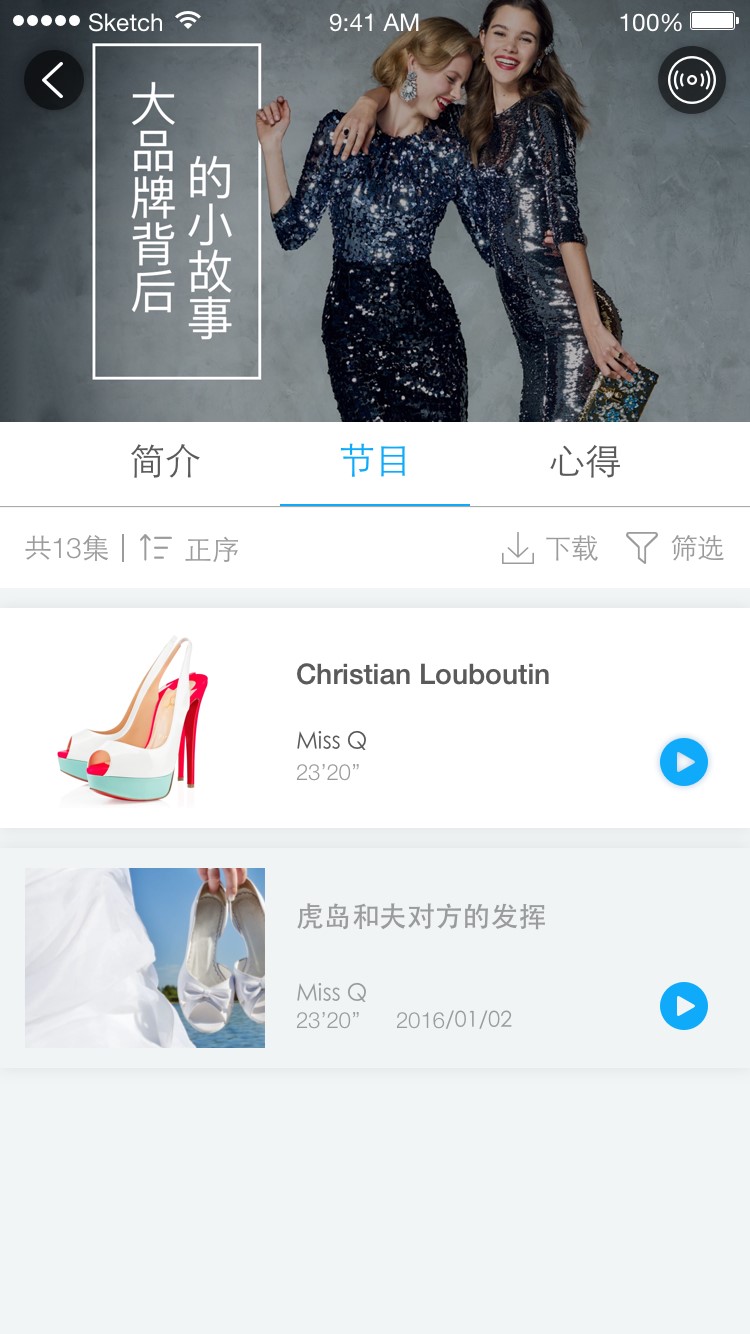 Sketch
9:41 AM
100%
大品牌背后
的小故事
简介
节目
心得
共13集
正序
下载
筛选
Christian Louboutin
Miss Q
23’20”
虎岛和夫对方的发挥
Miss Q
23’20”
2016/01/02